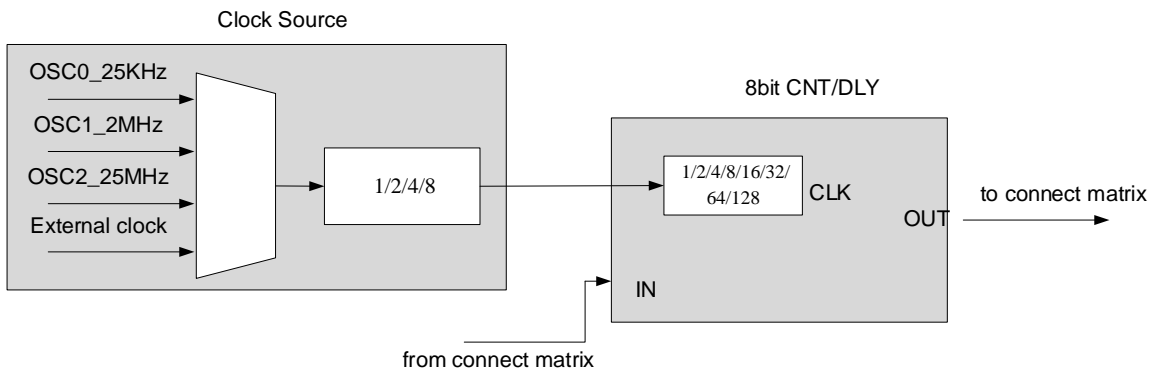 Clock Source
OSC0_25KHz
OSC1_2MHz
OSC2_25MHz
External clock
1/2/4/8
8bit CNT/DLY
1/2/4/8/16/32/
64/128
CLK
OUT
IN
to connect matrix
from connect matrix